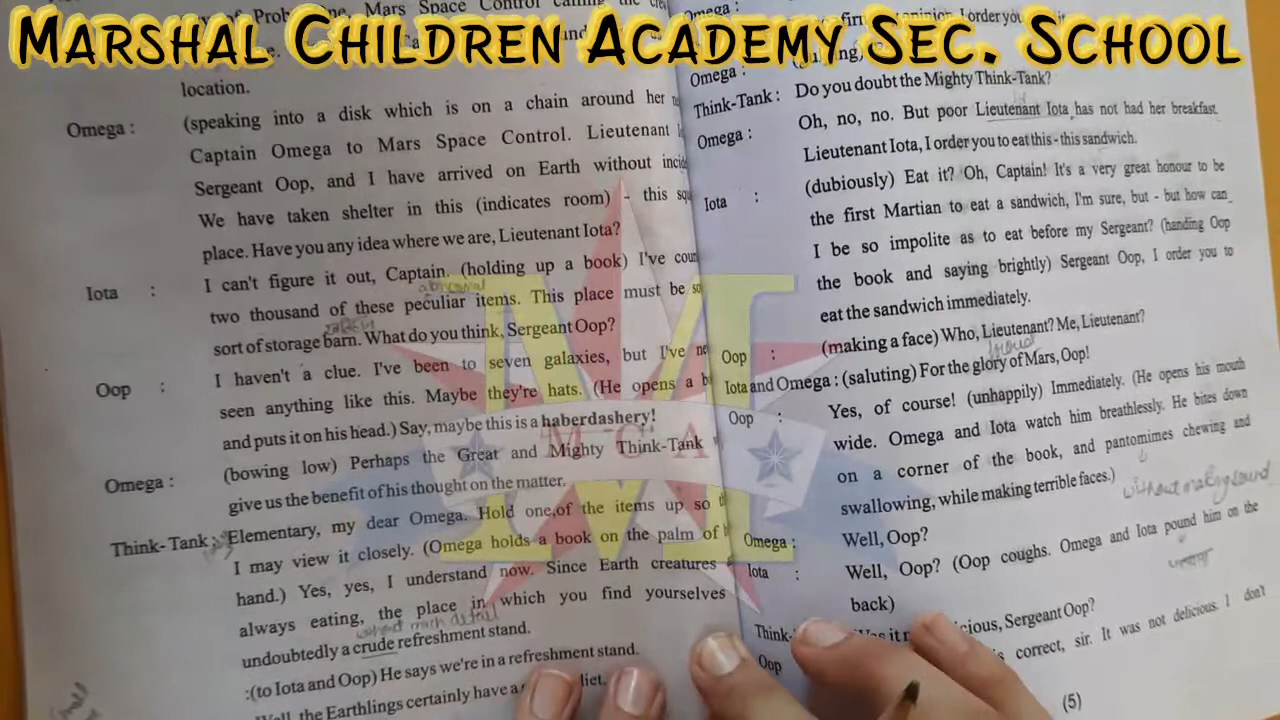 MARSHAL CHILDREN ACADEMY SEC. SCHOOL
Mars Space Control
location.
Omega : (speaking into a disk which is on a chain around her
Captain Omega to Mars Space Control. Lieutenant
Sergeant Oop, and I have arrived on Earth without
We have taken shelter in this (indicates room) - this
place. Have you any idea where we are, Lieutenant Iota?
Iota : I can't figure it out, Captain. (holding up a book) I've
two thousand of these peculiar items. This place must be
sort of storage barn. What do you think, Sergeant Oop?
Oop : I haven't a clue. I've been to seven galaxies, but I've
seen anything like this. Maybe they're hats. (He opens a
and puts it on his head.) Say, maybe this is a haberdashery!
Omega : (bowing low) Perhaps the Great and Mighty Think-Tank
give us the benefit of his thought on the matter.
Think-Tank : Elementary, my dear Omega. Hold one of the items up so
I may view it closely. (Omega holds a book on the palm of
hand.) Yes, yes, I understand now. Since Earth creatures
always eating, the place in which you find yourselves
without much detail
undoubtedly a crude refreshment stand.
:(to Iota and Oop) He says we're in a refreshment stand.
the Earthlings certainly have a
Omega :
I order you
Omega :
Think-Tank : Do you doubt the Mighty Think-Tank?
Omega : Oh, no, no. But poor Lieutenant Iota has not had her breakfast.
Lieutenant Iota, I order you to eat this - this sandwich.
Iota : (dubiously) Eat it? Oh, Captain! It's a very great honour to be
the first Martian to eat a sandwich, I'm sure, but - but how can
I be so impolite as to eat before my Sergeant? (handing Oop
the book and saying brightly) Sergeant Oop, I order you to
eat the sandwich immediately.
Oop : (making a face) Who, Lieutenant? Me, Lieutenant?
Iota and Omega : (saluting) For the glory of Mars, Oop!
Oop : Yes, of course! (unhappily) Immediately. (He opens his mouth
wide. Omega and Iota watch him breathlessly. He bites down
on a corner of the book, and pantomimes chewing and
swallowing, while making terrible faces.)
without making sound
Omega : Well, Oop?
Iota : Well, Oop? (Oop coughs. Omega and Iota pound him on the
back)
Sergeant Oop?
Oop correct, sir. It was not delicious. I don't
(5)
M C A